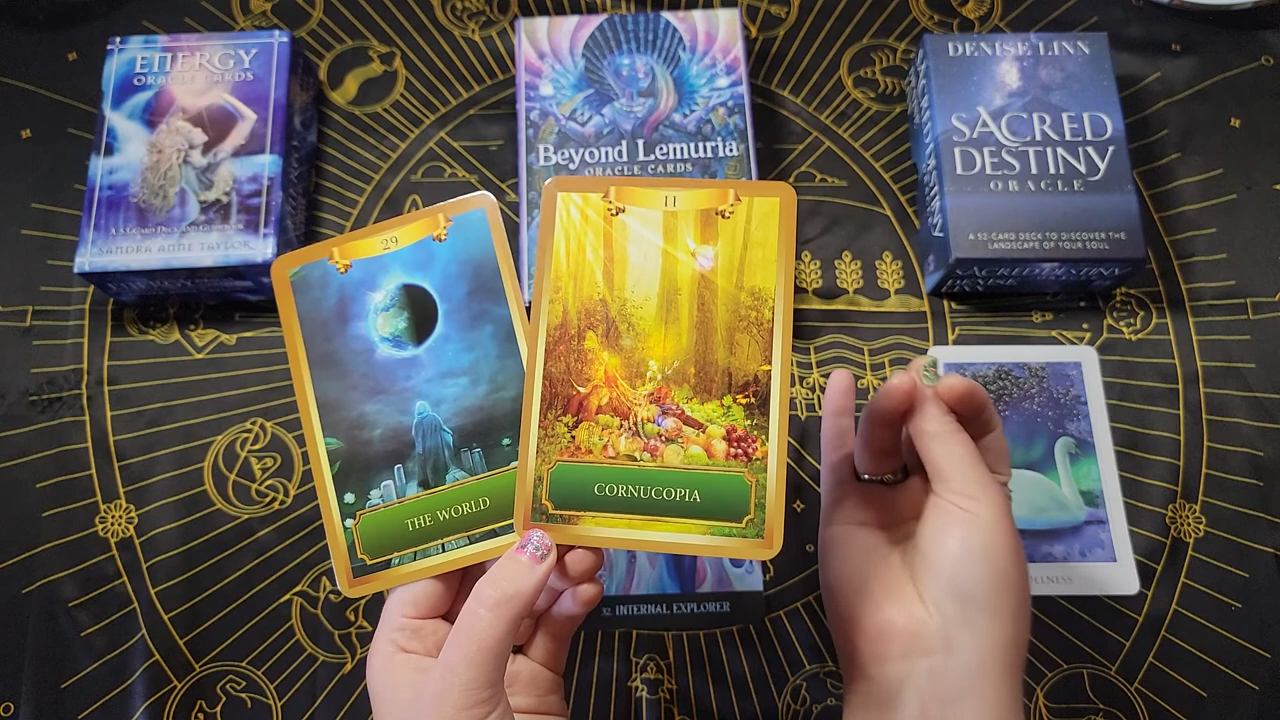 ENERGY
ORACLE CARDS
A 53-CARD DECK AND GUIDEBOOK
SANDRA ANNE TAYLOR
Beyond Lemuria
ORACLE CARDS
DENISE LINN
SACRED
DESTINY
ORACLE
A 52-CARD DECK TO DISCOVER THE
LANDSCAPE OF YOUR SOUL
SACRED DESTINY
29
THE WORLD
11
CORNUCOPIA
32. INTERNAL EXPLORER